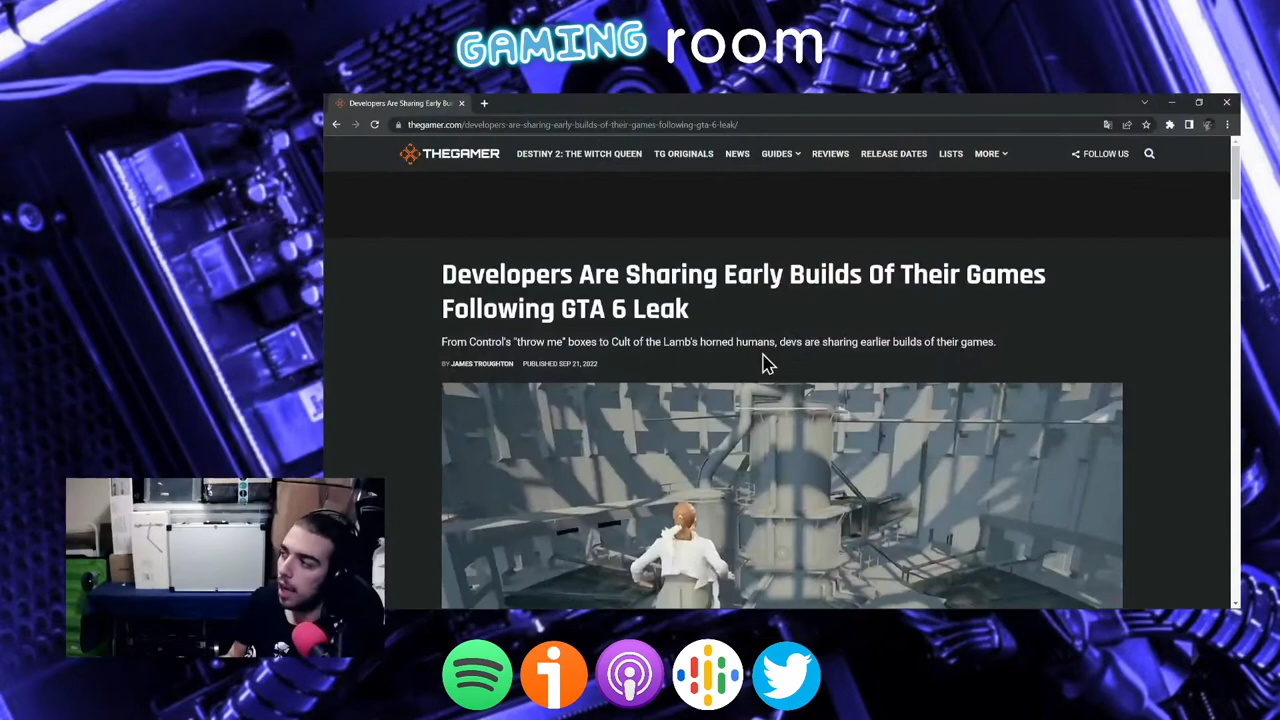 GAMING room
Developers Are Sharing Early Bu
thegamer.com/developers-are-sharing-early-builds-of-their-games-following-gta-6-leak/
THEGAMER
DESTINY 2: THE WITCH QUEEN
TG ORIGINALS
NEWS
GUIDES
REVIEWS
RELEASE DATES
LISTS
MORE
FOLLOW US
Developers Are Sharing Early Builds Of Their Games
Following GTA 6 Leak
From Control's "throw me" boxes to Cult of the Lamb's horned humans, devs are sharing earlier builds of their games.
BY JAMES TROUGHTON PUBLISHED SEP 21, 2022